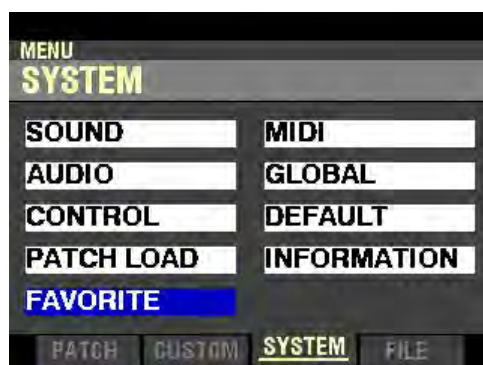 MENU
SYSTEM
SOUND MIDI
AUDIO GLOBAL
CONTROL DEFAULT
PATCH LOAD INFORMATION
FAVORITE
PATCH CUSTOM SYSTEM FILE